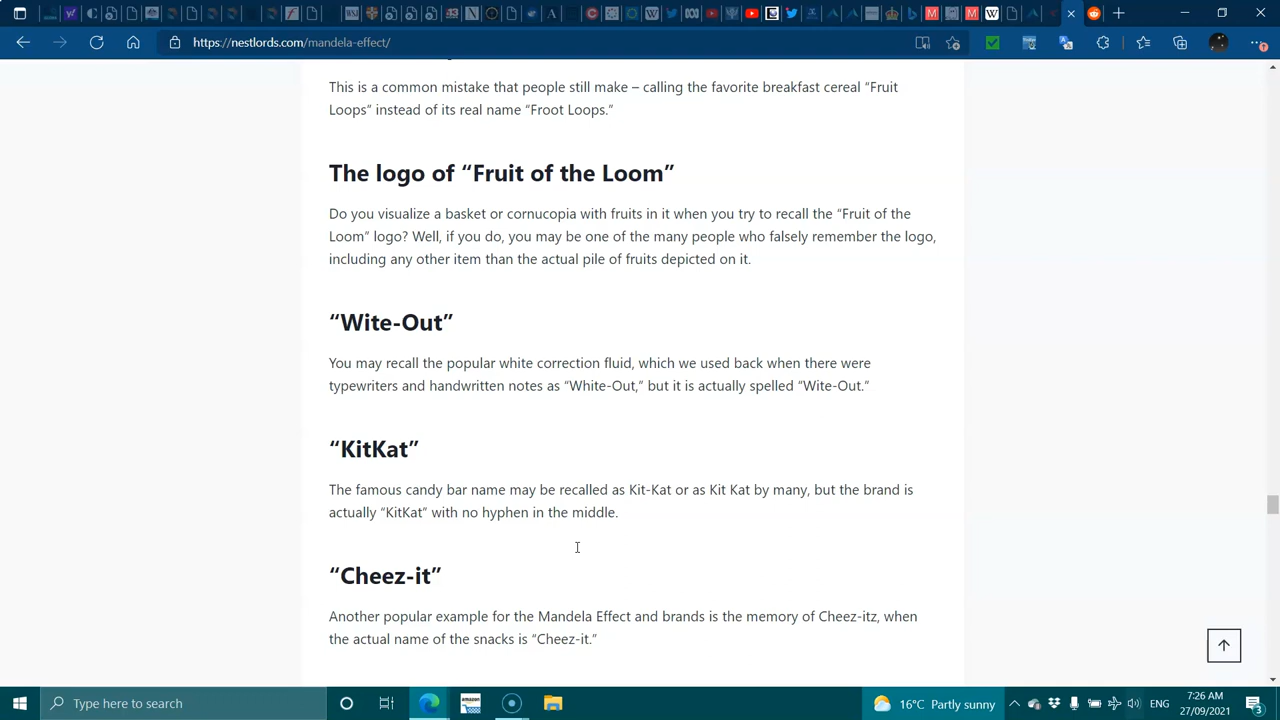 https://nestlords.com/mandela-effect/
This is a common mistake that people still make – calling the favorite breakfast cereal “Fruit
Loops” instead of its real name “Froot Loops.”
The logo of “Fruit of the Loom”
Do you visualize a basket or cornucopia with fruits in it when you try to recall the “Fruit of the
Loom” logo? Well, if you do, you may be one of the many people who falsely remember the logo,
including any other item than the actual pile of fruits depicted on it.
“Wite-Out”
You may recall the popular white correction fluid, which we used back when there were
typewriters and handwritten notes as “White-Out,” but it is actually spelled “Wite-Out.”
“KitKat”
The famous candy bar name may be recalled as Kit-Kat or as Kit Kat by many, but the brand is
actually “KitKat” with no hyphen in the middle.
“Cheez-it”
Another popular example for the Mandela Effect and brands is the memory of Cheez-itz, when
the actual name of the snacks is “Cheez-it.”
Type here to search
16°C Partly sunny
ENG
7:26 AM
27/09/2021
3